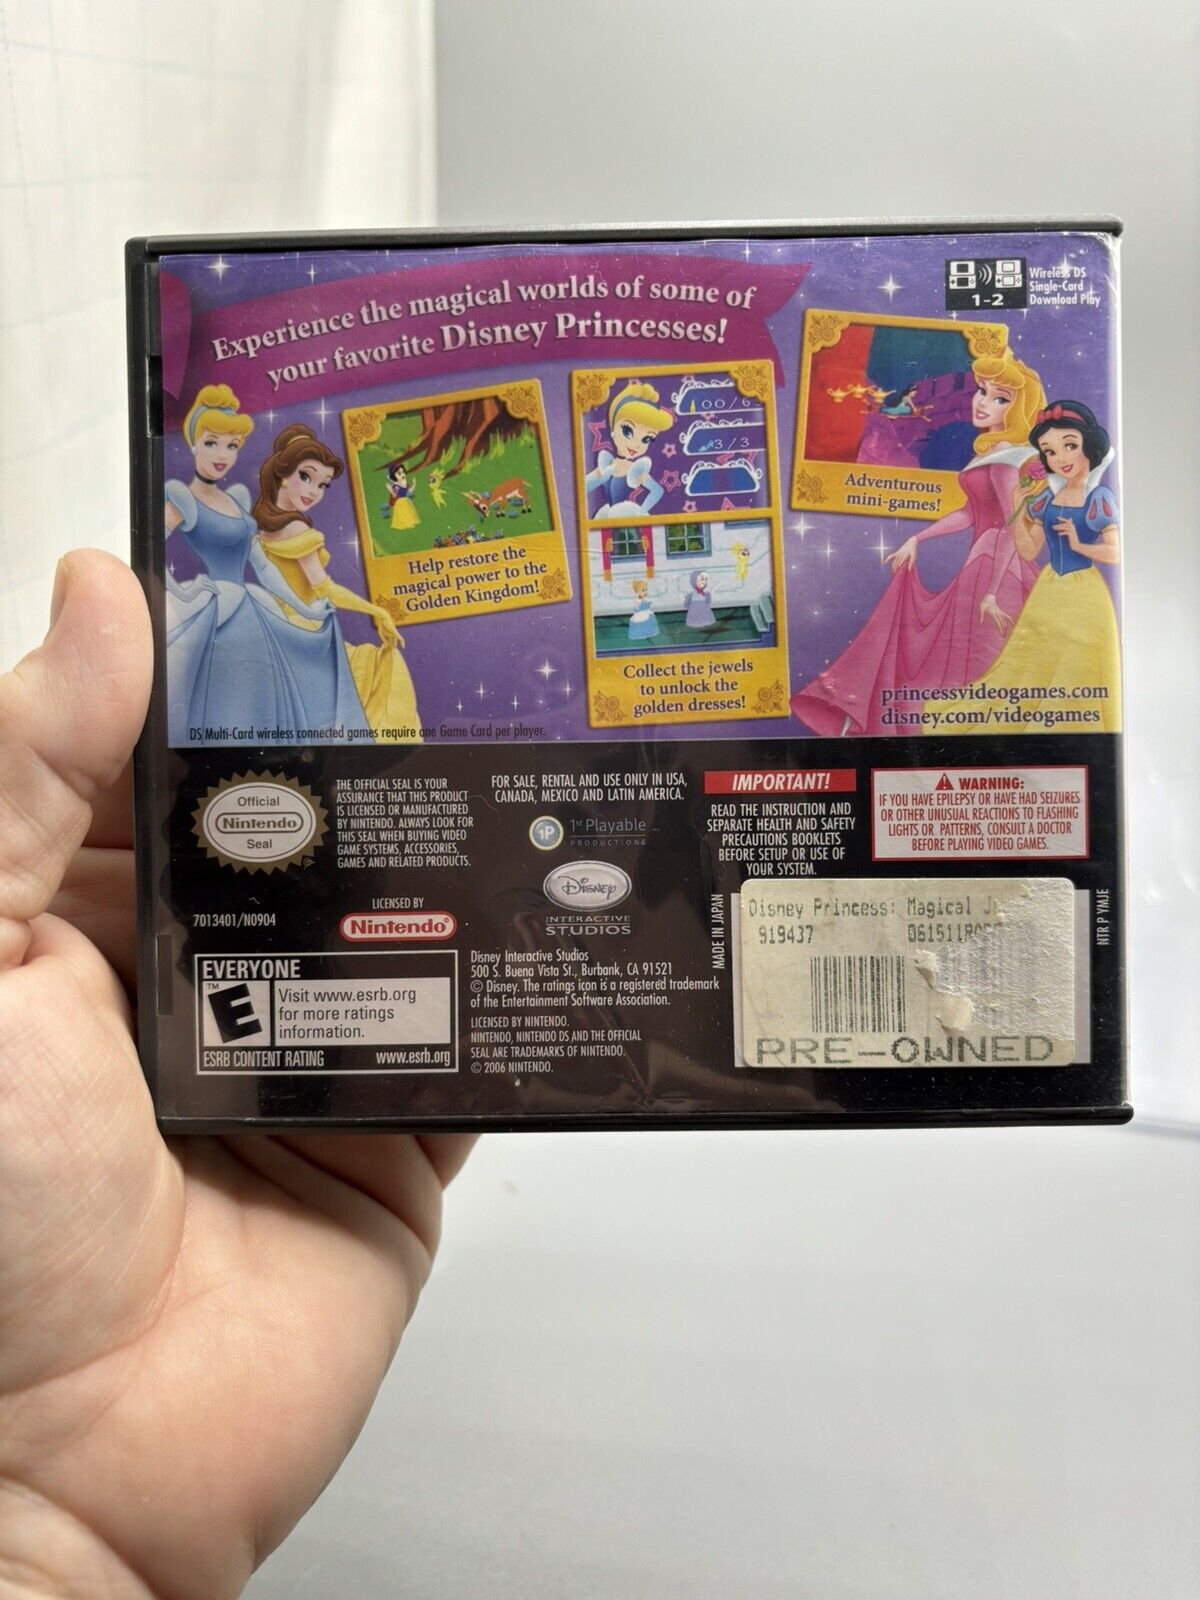 Experience the magical worlds of some of
your favorite Disney Princesses!
1-2
Wireless DS
Single-Card
Download Play
Help restore the
magical power to the
Golden Kingdom!
3/3
Collect the jewels
to unlock the
golden dresses!
Adventurous
mini-games!
princessvideogames.com
disney.com/videogames
DS Multi-Card wireless connected games require one Game Card per player.
Official
Nintendo
Seal
THE OFFICIAL SEAL IS YOUR
ASSURANCE THAT THIS PRODUCT
IS LICENSED OR MANUFACTURED
BY NINTENDO. ALWAYS LOOK FOR
THIS SEAL WHEN BUYING VIDEO
GAME SYSTEMS, ACCESSORIES,
GAMES AND RELATED PRODUCTS.
FOR SALE, RENTAL AND USE ONLY IN USA,
CANADA, MEXICO AND LATIN AMERICA.
1P
1st Playable
PRODUCTIONS
Disney
INTERACTIVE
STUDIOS
IMPORTANT!
READ THE INSTRUCTION AND
SEPARATE HEALTH AND SAFETY
PRECAUTIONS BOOKLETS
BEFORE SETUP OR USE OF
YOUR SYSTEM.
WARNING:
IF YOU HAVE EPILEPSY OR HAVE HAD SEIZURES
OR OTHER UNUSUAL REACTIONS TO FLASHING
LIGHTS OR PATTERNS, CONSULT A DOCTOR
BEFORE PLAYING VIDEO GAMES.
7013401/N0904
LICENSED BY
Nintendo®
EVERYONE
E
TM
Visit www.esrb.org
for more ratings
information.
ESRB CONTENT RATING www.esrb.org
Disney Interactive Studios
500 S. Buena Vista St., Burbank, CA 91521
© Disney. The ratings icon is a registered trademark
of the Entertainment Software Association.
LICENSED BY NINTENDO.
NINTENDO, NINTENDO DS AND THE OFFICIAL
SEAL ARE TRADEMARKS OF NINTENDO.
© 2006 NINTENDO.
MADE IN JAPAN
Disney Princess: Magical
919437
PRE-OWNED
NTR P YMJE